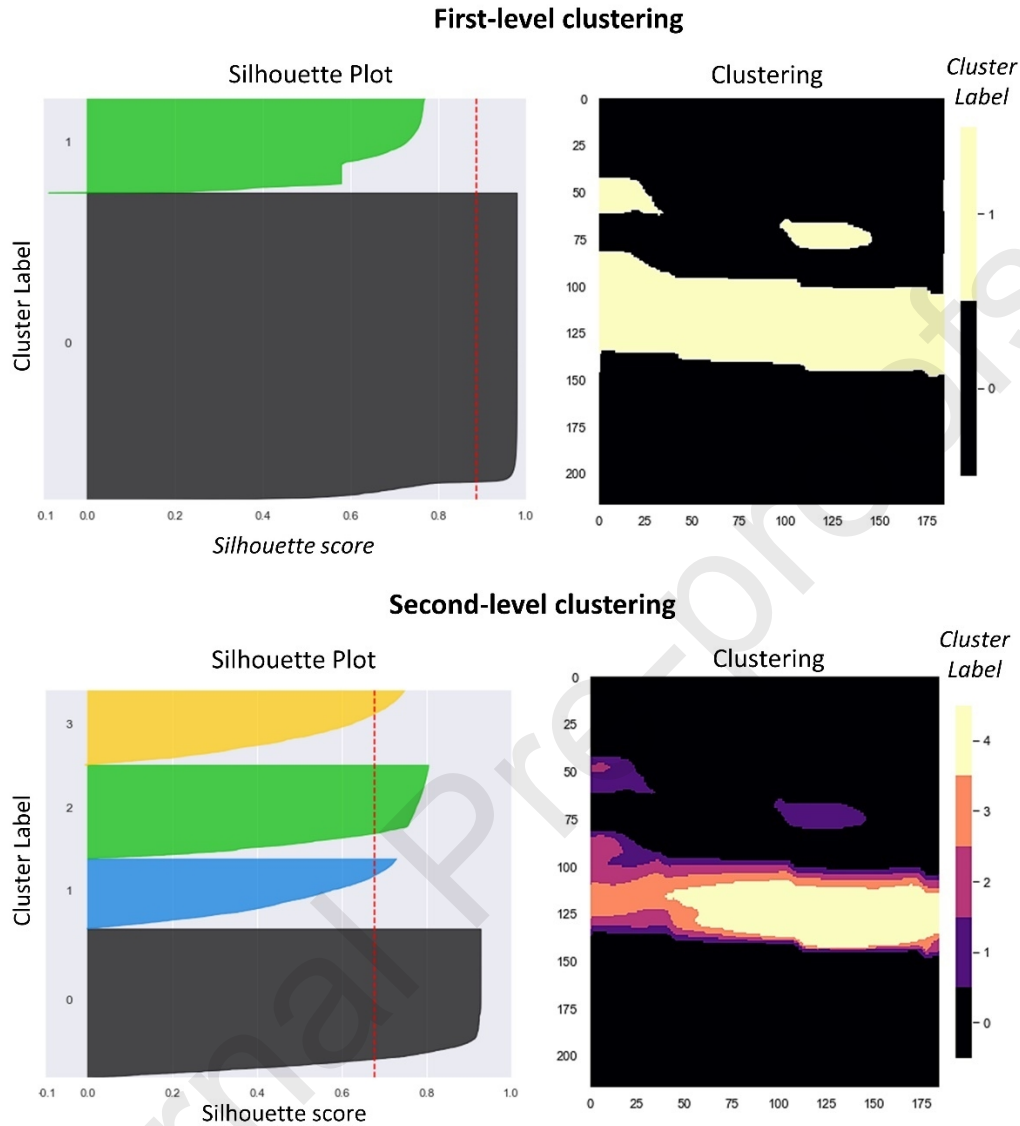 First-level clustering
Silhouette Plot
Clustering
Cluster
Label
Cluster Label
1
0
0.1 0.0 0.2 0.4 0.6 0.8 1.0
Silhouette score
0
25
50
75
100
125
150
175
200
0 25 50 75 100 125 150 175
1
0
Second-level clustering
Silhouette Plot
Clustering
Cluster
Label
Cluster Label
3
2
1
0
-0.1 0.0 0.2 0.4 0.6 0.8 1.0
Silhouette score
0
25
50
75
100
125
150
175
200
0 25 50 75 100 125 150 175
4
3
2
1
0
rnal Pre-proofs